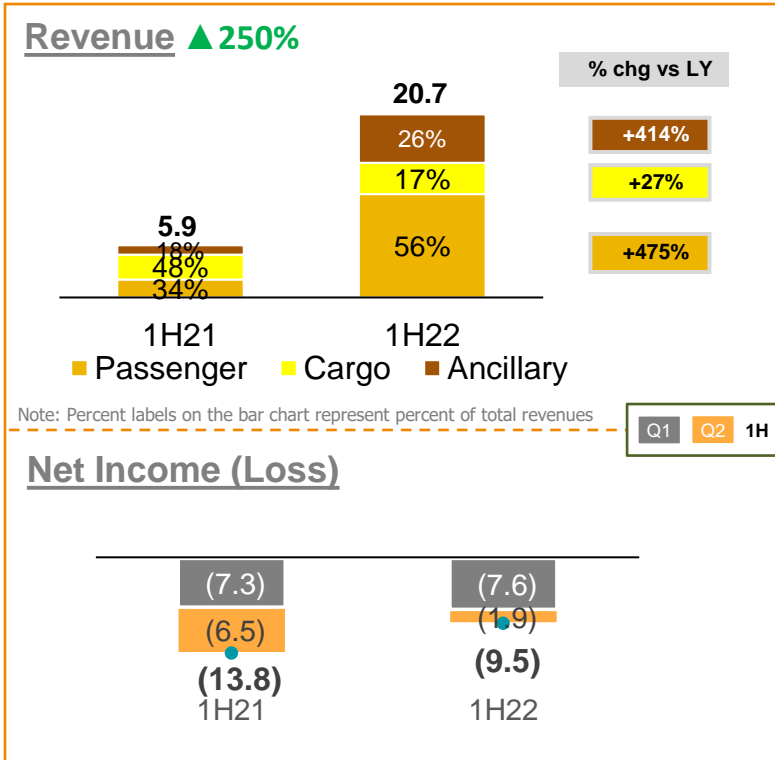 Revenue ▲250%
% chg vs LY
20.7
26%
+414%
17%
+27%
5.9
18%
48%
34%
56%
+475%
1H21 1H22
Passenger Cargo Ancillary
Note: Percent labels on the bar chart represent percent of total revenues
Q1 Q2 1H
Net Income (Loss)
(7.3) (7.6)
(6.5) (1.9)
(13.8) (9.5)
1H21 1H22